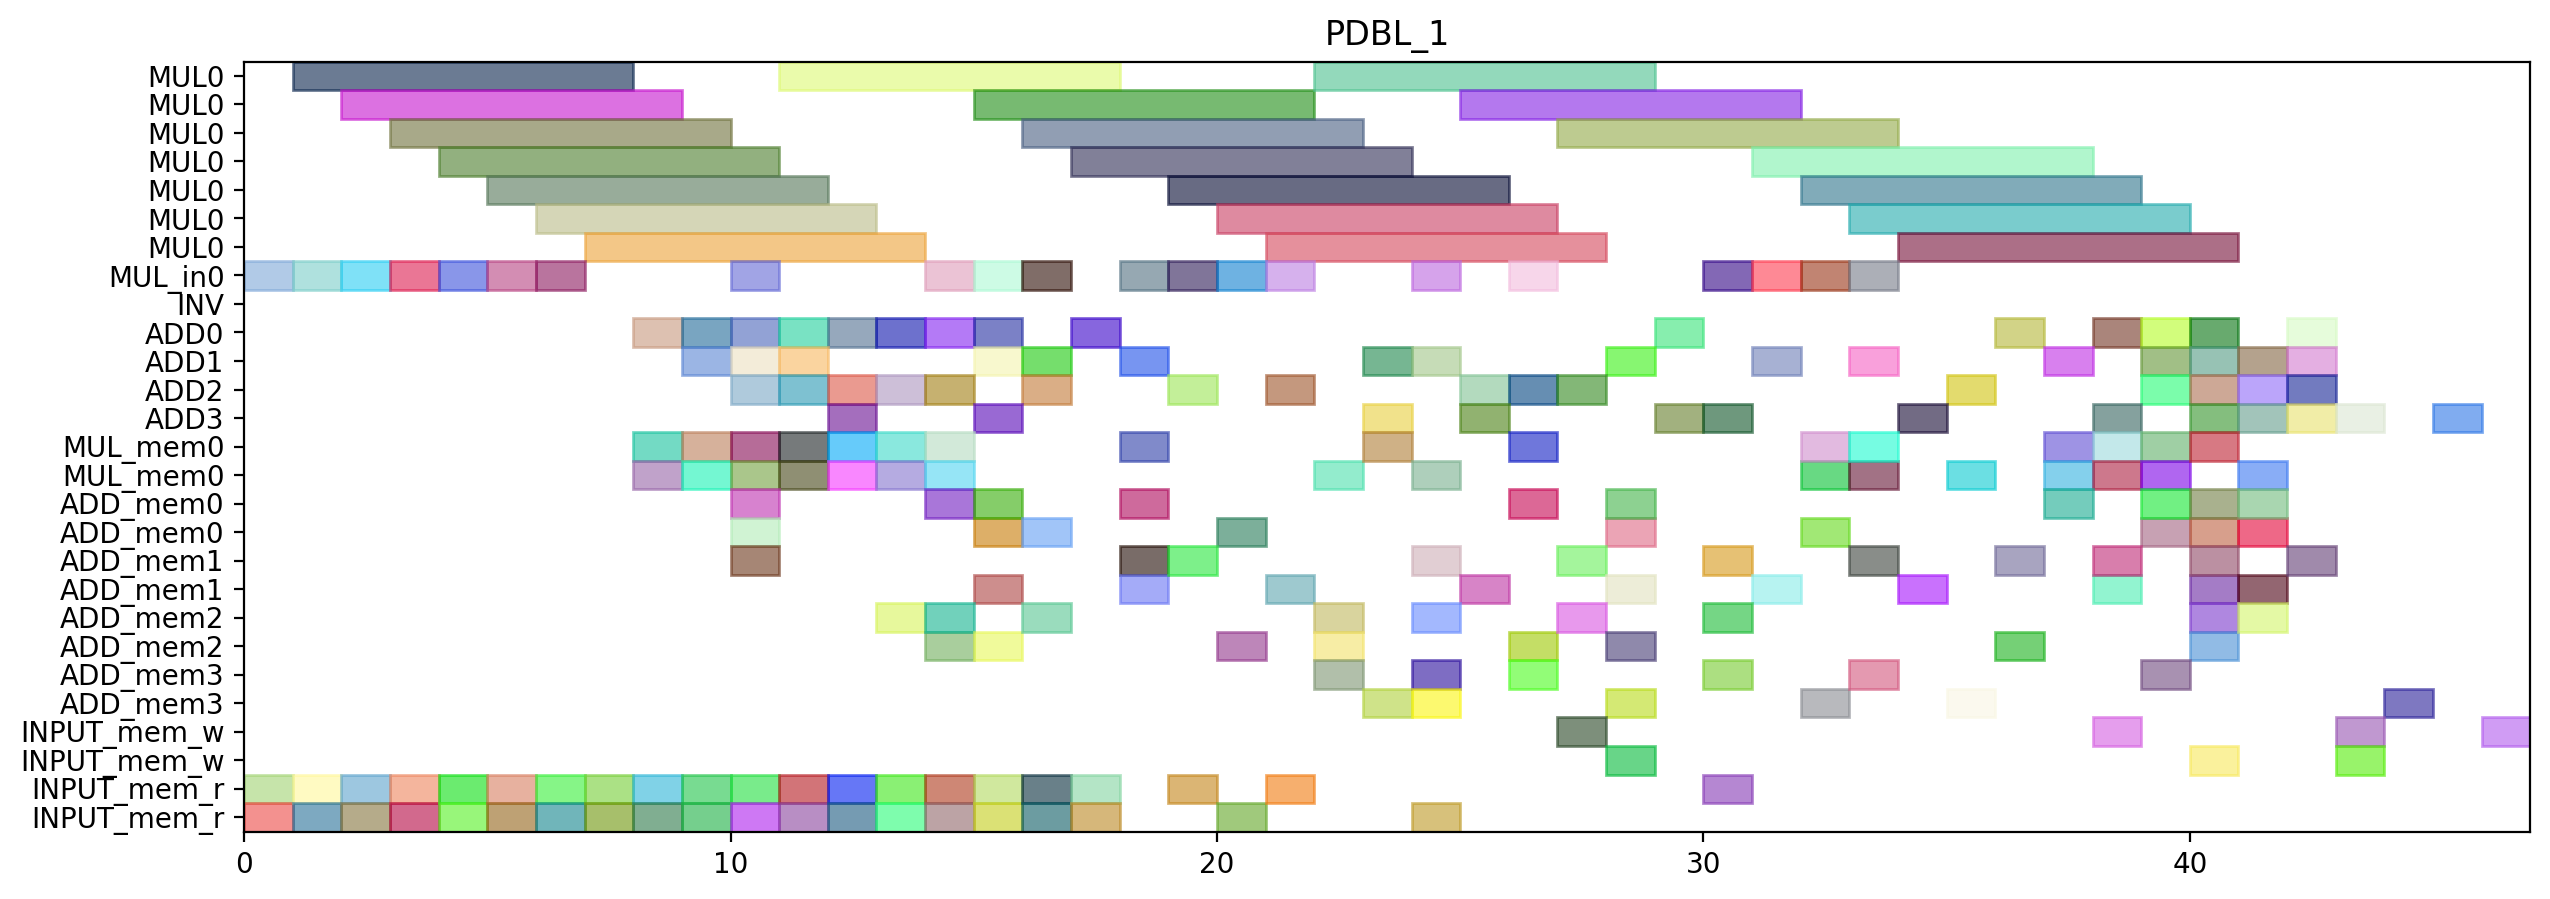 PDBL_1
MUL0
MUL0
MUL0
MUL0
MUL0
MUL0
MUL0
MUL_in0
INV
ADD0
ADD1
ADD2
ADD3
MUL_mem0
MUL_mem0
ADD_mem0
ADD_mem0
ADD_mem1
ADD_mem1
ADD_mem2
ADD_mem2
ADD_mem3
ADD_mem3
INPUT_mem_w
INPUT_mem_w
INPUT_mem_r
INPUT_mem_r
0 10 20 30 40